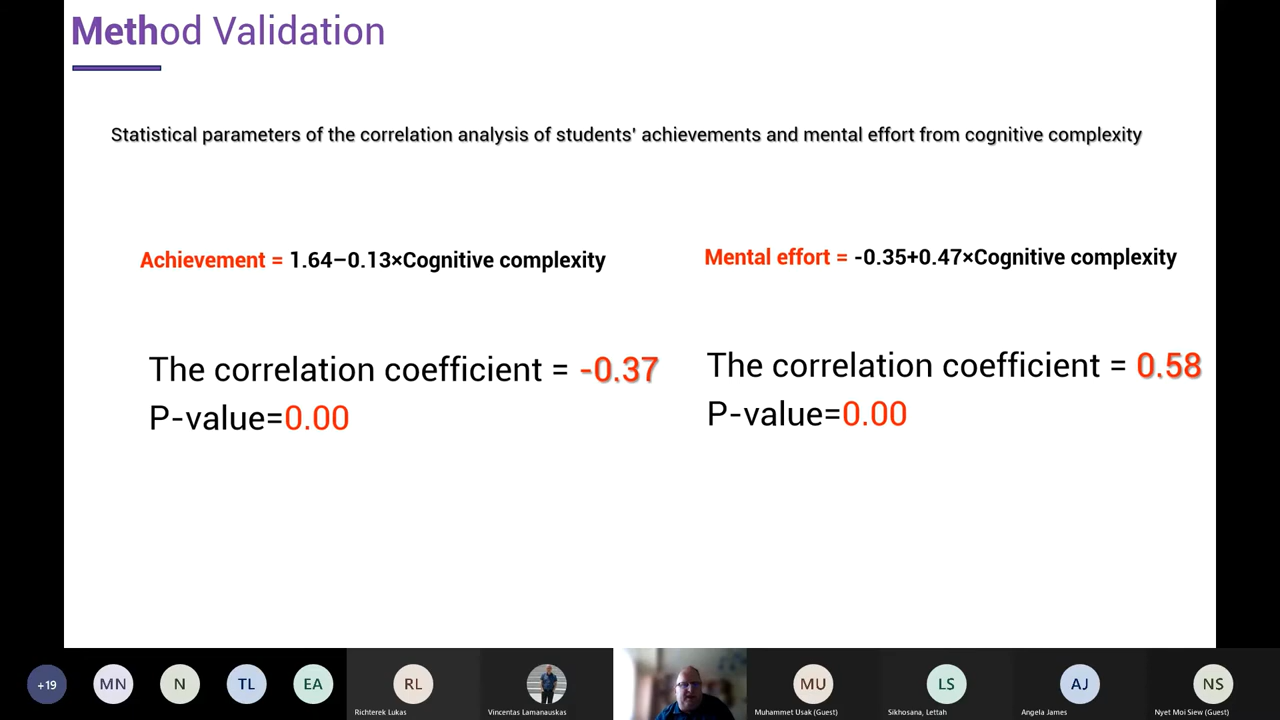 Method Validation
Statistical parameters of the correlation analysis of students' achievements and mental effort from cognitive complexity
Achievement = 1.64–0.13×Cognitive complexity
Mental effort = -0.35+0.47×Cognitive complexity
The correlation coefficient = -0.37
P-value=0.00
The correlation coefficient = 0.58
P-value=0.00
+19
MN
N
TL
EA
RL
Richterek Lukas
Vincentas Lamanauskas
MU
Muhammet Usak (Guest)
LS
Sikhosana, Lettah
AJ
Angela James
NS
Nyet Moi Siew (Guest)